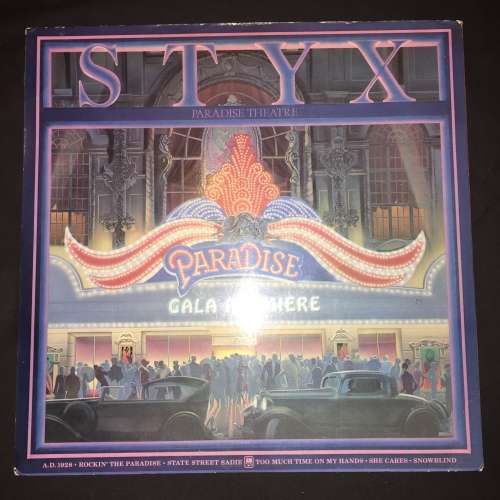 STYX
PARADISE THEATRE
PARADISE
GALA PREMIERE
A.D. 1928 • ROCKIN' THE PARADISE • STATE STREET SADIE A&M TOO MUCH TIME ON MY HANDS • SHE CARES • SNOWBLIND